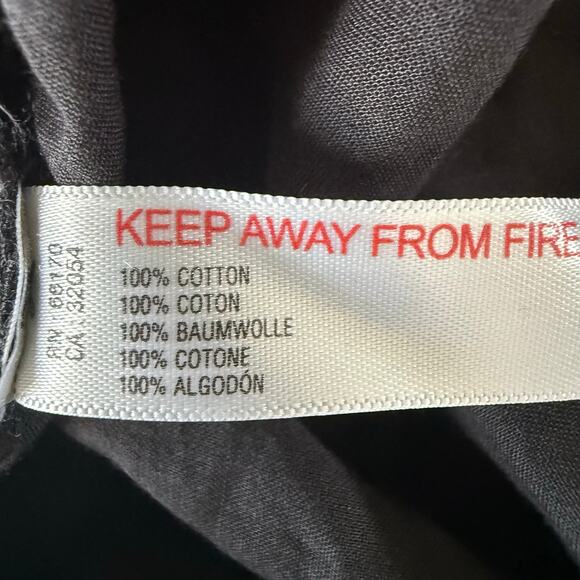 KEEP AWAY FROM FIRE
100% COTTON
100% COTON
100% BAUMWOLLE
100% COTONE
100% ALGODÓN
RN 66170
CA 32054